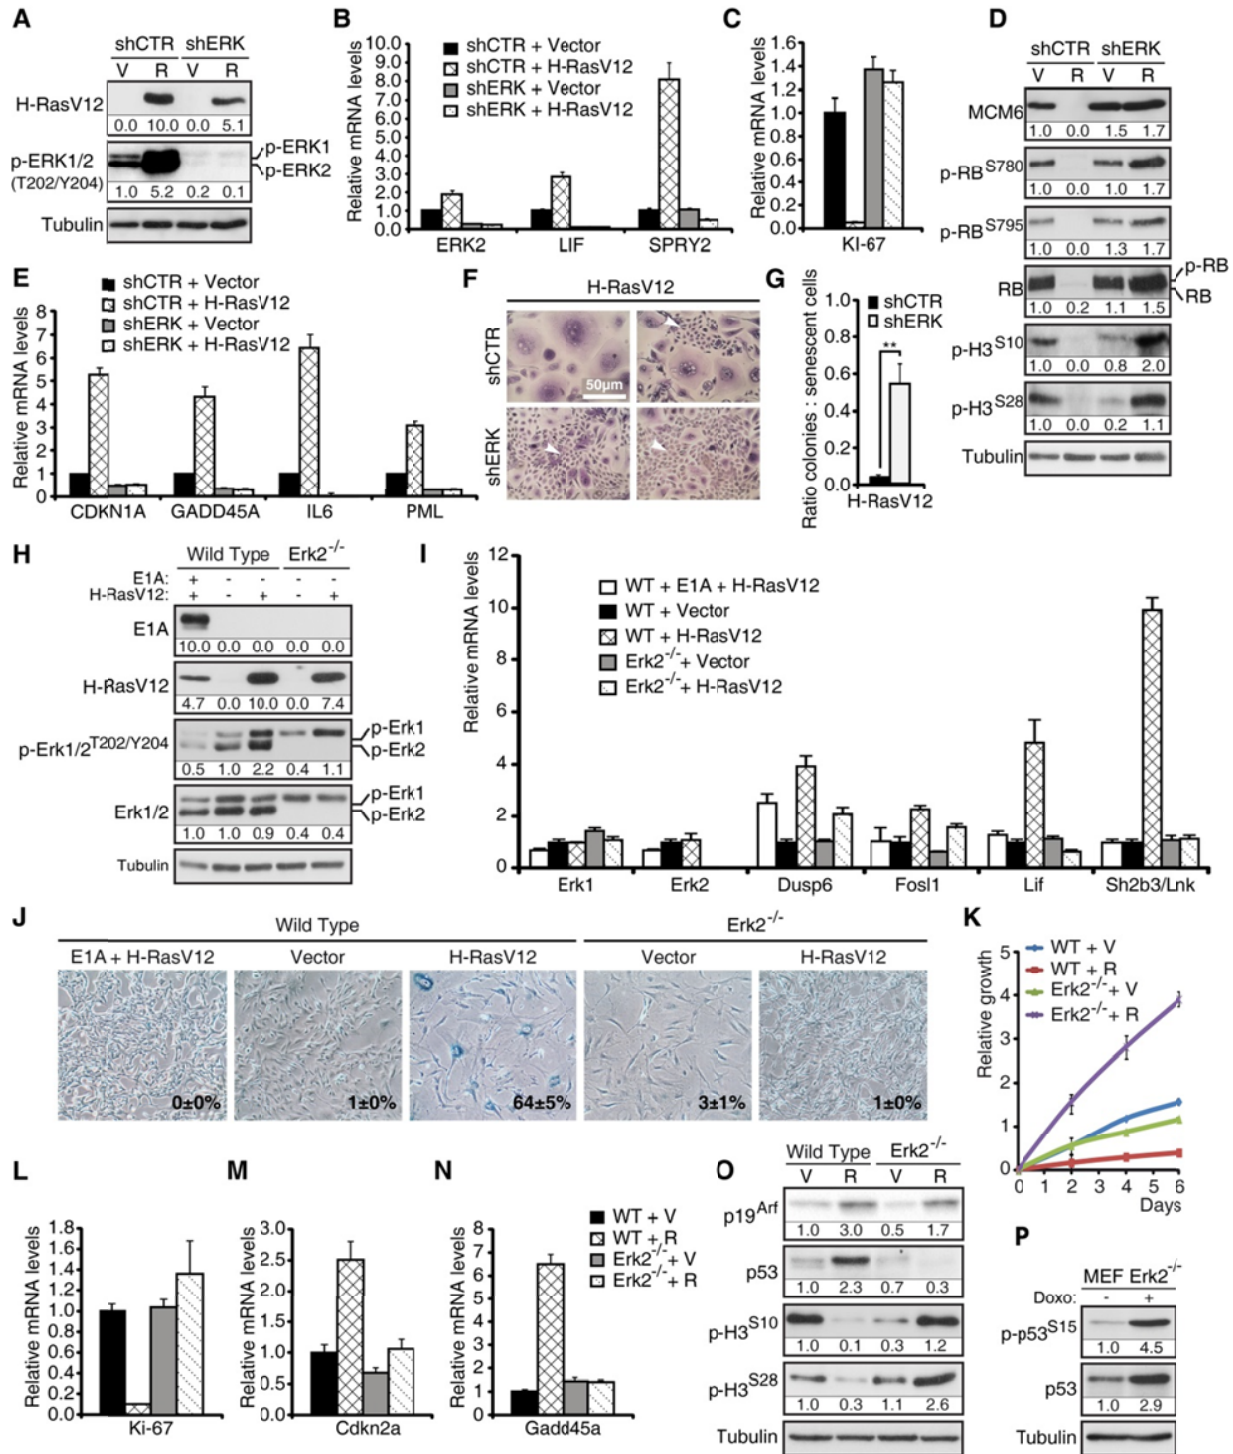 A
shCTR shERK
V R V R
H-RasV12
0.0 10.0 0.0 5.1
p-ERK1/2
(T202/Y204)
p-ERK1
p-ERK2
1.0 5.2 0.2 0.1
Tubulin
B
Relative mRNA levels
10.0
9.0
8.0
7.0
6.0
5.0
4.0
3.0
2.0
1.0
0.0
shCTR + Vector
shCTR + H-RasV12
shERK + Vector
shERK + H-RasV12
ERK2 LIF SPRY2
C
Relative mRNA levels
1.6
1.4
1.2
1.0
0.8
0.6
0.4
0.2
0.0
KI-67
D
shCTR shERK
V R V R
MCM6
1.0 0.0 1.5 1.7
p-RB S780
1.0 0.0 1.0 1.7
p-RB S795
1.0 0.0 1.3 1.7
RB
p-RB
RB
1.0 0.2 1.1 1.5
p-H3 S10
1.0 0.0 0.8 2.0
p-H3 S28
1.0 0.0 0.2 1.1
Tubulin
E
Relative mRNA levels
8
7
6
5
4
3
2
1
0
shCTR + Vector
shCTR + H-RasV12
shERK + Vector
shERK + H-RasV12
CDKN1A GADD45A IL6 PML
F
H-RasV12
shCTR
50µm
shERK
G
Ratio colonies : senescent cells
1.0
0.8
0.6
0.4
0.2
0.0
shCTR
shERK
**
H-RasV12
H
Wild Type Erk2-/-
E1A: + - - - -
H-RasV12: + - + - +
E1A
10.0 0.0 0.0 0.0 0.0
H-RasV12
4.7 0.0 10.0 0.0 7.4
p-Erk1/2 T202/Y204
p-Erk1
p-Erk2
0.5 1.0 2.2 0.4 1.1
Erk1/2
p-Erk1
p-Erk2
1.0 1.0 0.9 0.4 0.4
Tubulin
I
Relative mRNA levels
12
10
8
6
4
2
0
WT + E1A + H-RasV12
WT + Vector
WT + H-RasV12
Erk2-/-+ Vector
Erk2-/-+ H-RasV12
Erk1 Erk2 Dusp6 Fosl1 Lif Sh2b3/Lnk
J
Wild Type Erk2-/-
E1A + H-RasV12 Vector H-RasV12 Vector H-RasV12
0±0% 1±0% 64±5% 3±1% 1±0%
K
Relative growth
5
4
3
2
1
0
WT + V
WT + R
Erk2-/-+ V
Erk2-/-+ R
0 1 2 3 4 5 6
Days
L
Relative mRNA levels
1.8
1.6
1.4
1.2
1.0
0.8
0.6
0.4
0.2
0.0
Ki-67
M
Relative mRNA levels
3.0
2.5
2.0
1.5
1.0
0.5
0.0
Cdkn2a
N
Relative mRNA levels
8
7
6
5
4
3
2
1
0
WT + V
WT + R
Erk2-/-+ V
Erk2-/-+ R
Gadd45a
O
Wild Type Erk2-/-
V R V R
p19Arf
1.0 3.0 0.5 1.7
p53
1.0 2.3 0.7 0.3
p-H3 S10
1.0 0.1 0.3 1.2
p-H3 S28
1.0 0.3 1.1 2.6
Tubulin
P
MEF Erk2-/-
Doxo: - +
p-p53 S15
1.0 4.5
p53
1.0 2.9
Tubulin